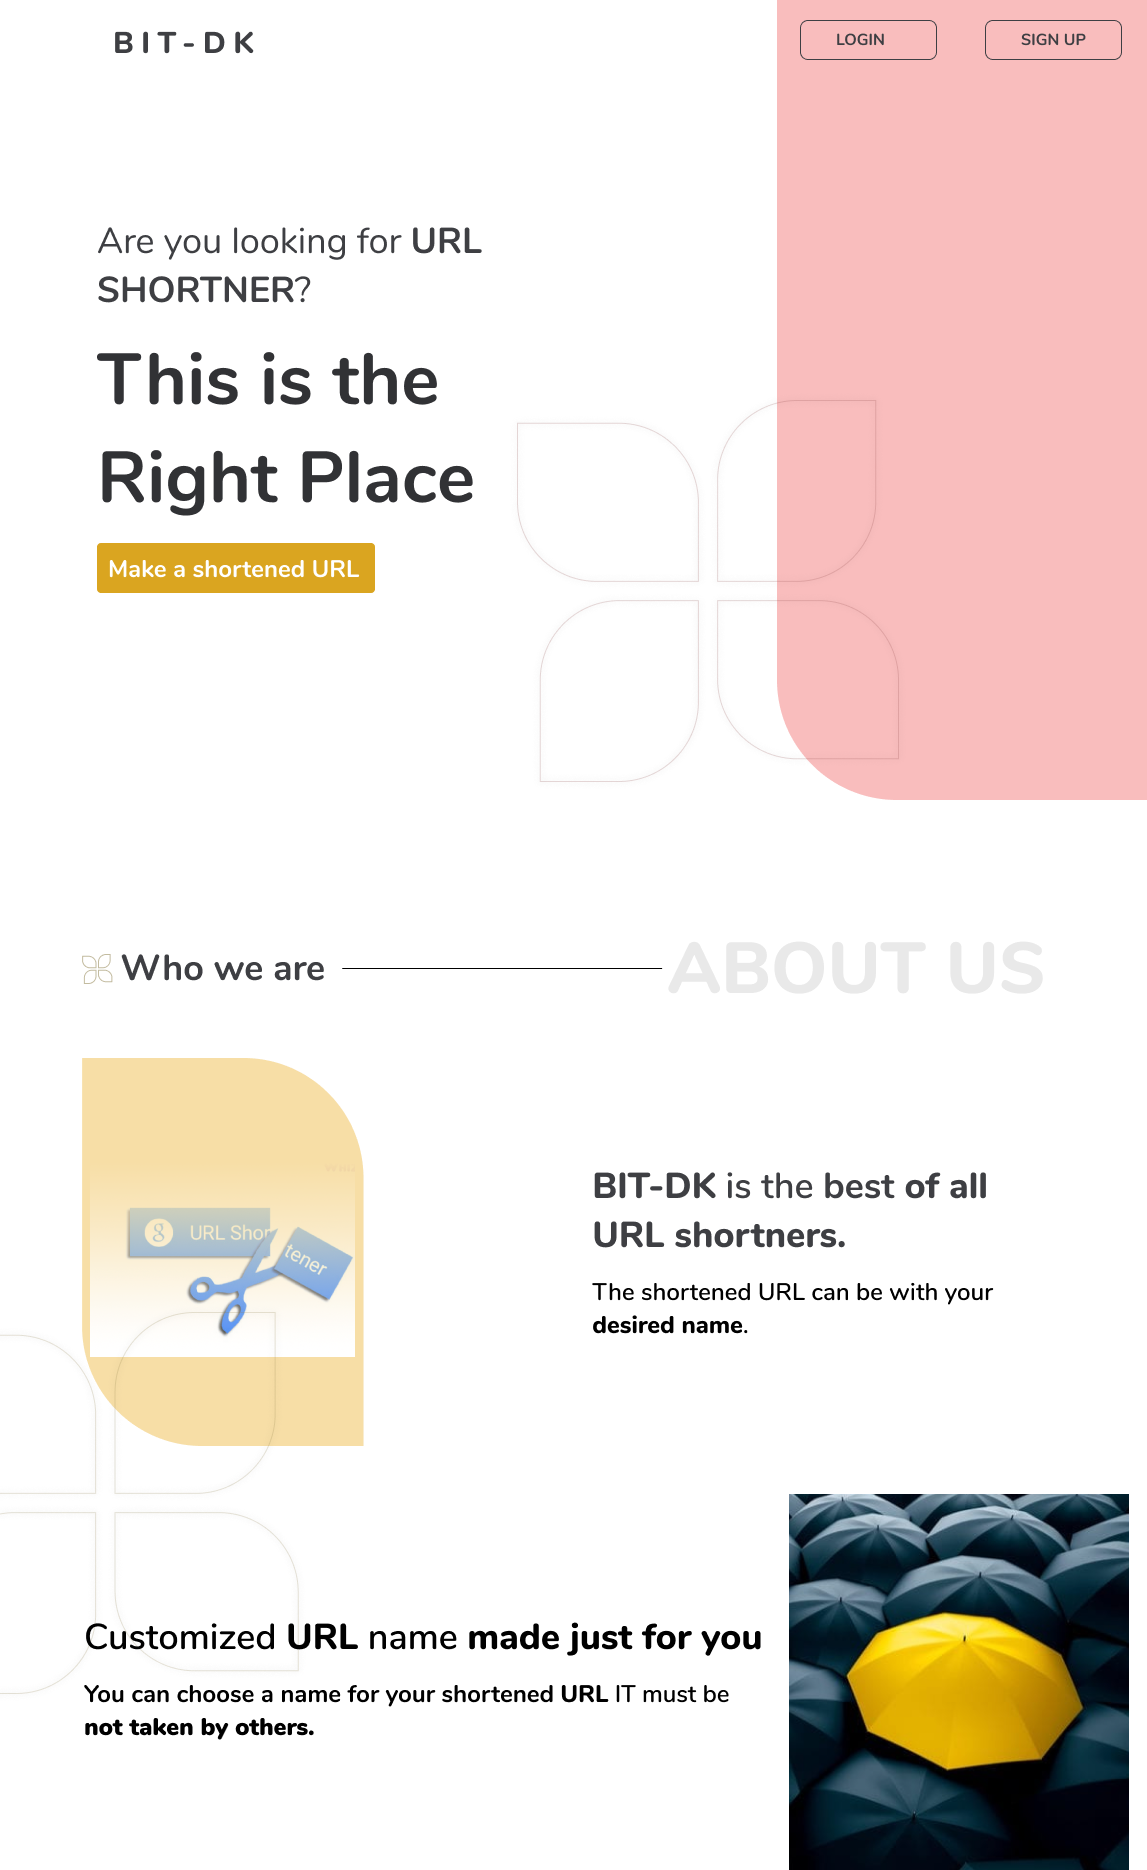 BIT-DK
LOGIN
SIGN UP
Are you looking for URL
SHORTNER?
This is the
Right Place
Make a shortened URL
Who we are
ABOUT US
URL Shor
tener
BIT-DK is the best of all
URL shortners.
The shortened URL can be with your
desired name.
Customized URL name made just for you
You can choose a name for your shortened URL IT must be
not taken by others.